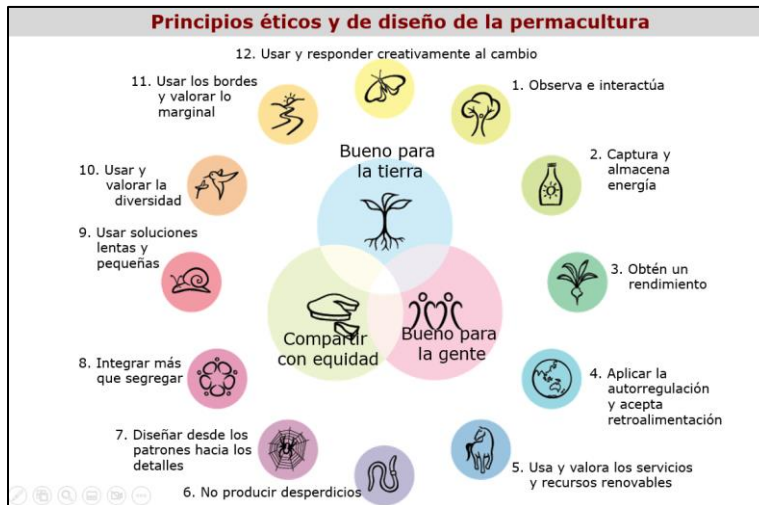 Principios éticos y de diseño de la permacultura
12. Usar y responder creativamente al cambio
11. Usar los bordes
y valorar lo
marginal
1. Observa e interactúa
Bueno para
la tierra
10. Usar y
valorar la
diversidad
2. Captura y
almacena
energía
9. Usar soluciones
lentas y
pequeñas
3. Obtén un
rendimiento
Compartir
con equidad
Bueno para
la gente
8. Integrar más
que segregar
4. Aplicar la
autorregulación
y acepta
retroalimentación
7. Diseñar desde los
patrones hacia los
detalles
5. Usa y valora los servicios
y recursos renovables
6. No producir desperdicios